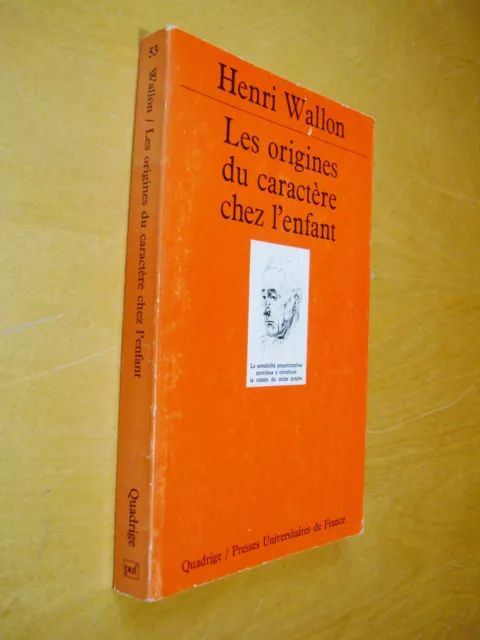 Henri Wallon
Les origines
du caractère
chez l'enfant
La sensibilité proprioceptive
contribue à constituer
la notion de corps propre
Quadrige / Presses Universitaires de France
53 Wallon / Les origines du caractère chez l'enfant
Quadrige
puf